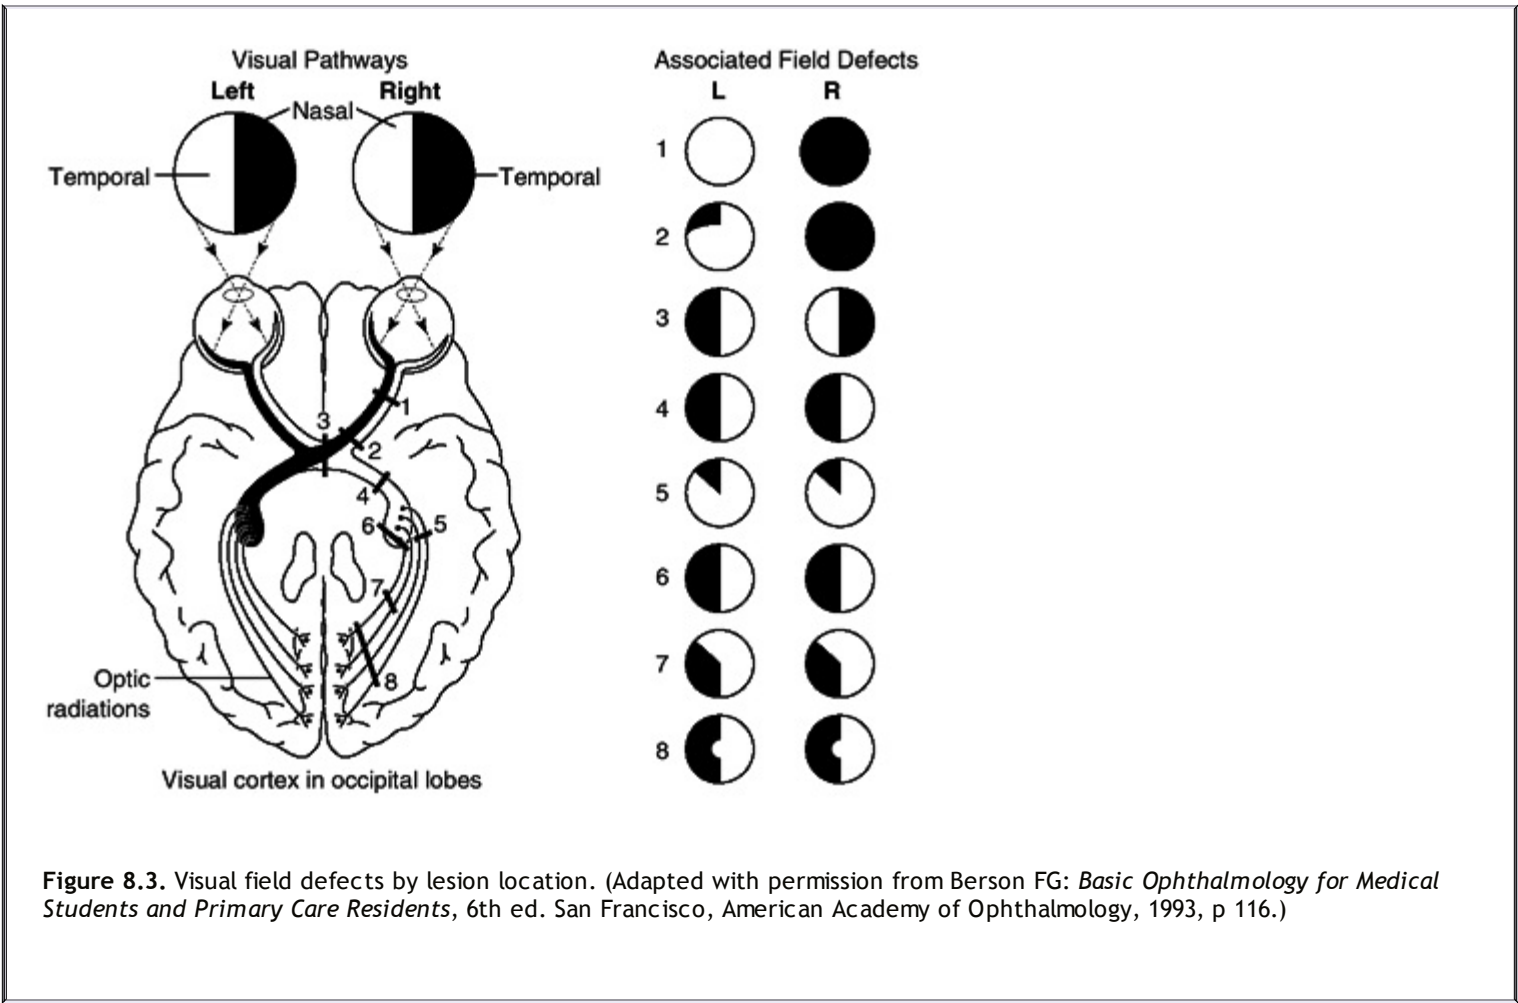 Visual Pathways
Left
Right
Nasal
Temporal
Temporal
1
2
3
4
5
6
7
8
Optic
radiations
Visual cortex in occipital lobes
Associated Field Defects
L R
1
2
3
4
5
6
7
8
Figure 8.3. Visual field defects by lesion location. (Adapted with permission from Berson FG: Basic Ophthalmology for Medical
Students and Primary Care Residents, 6th ed. San Francisco, American Academy of Ophthalmology, 1993, p 116.)